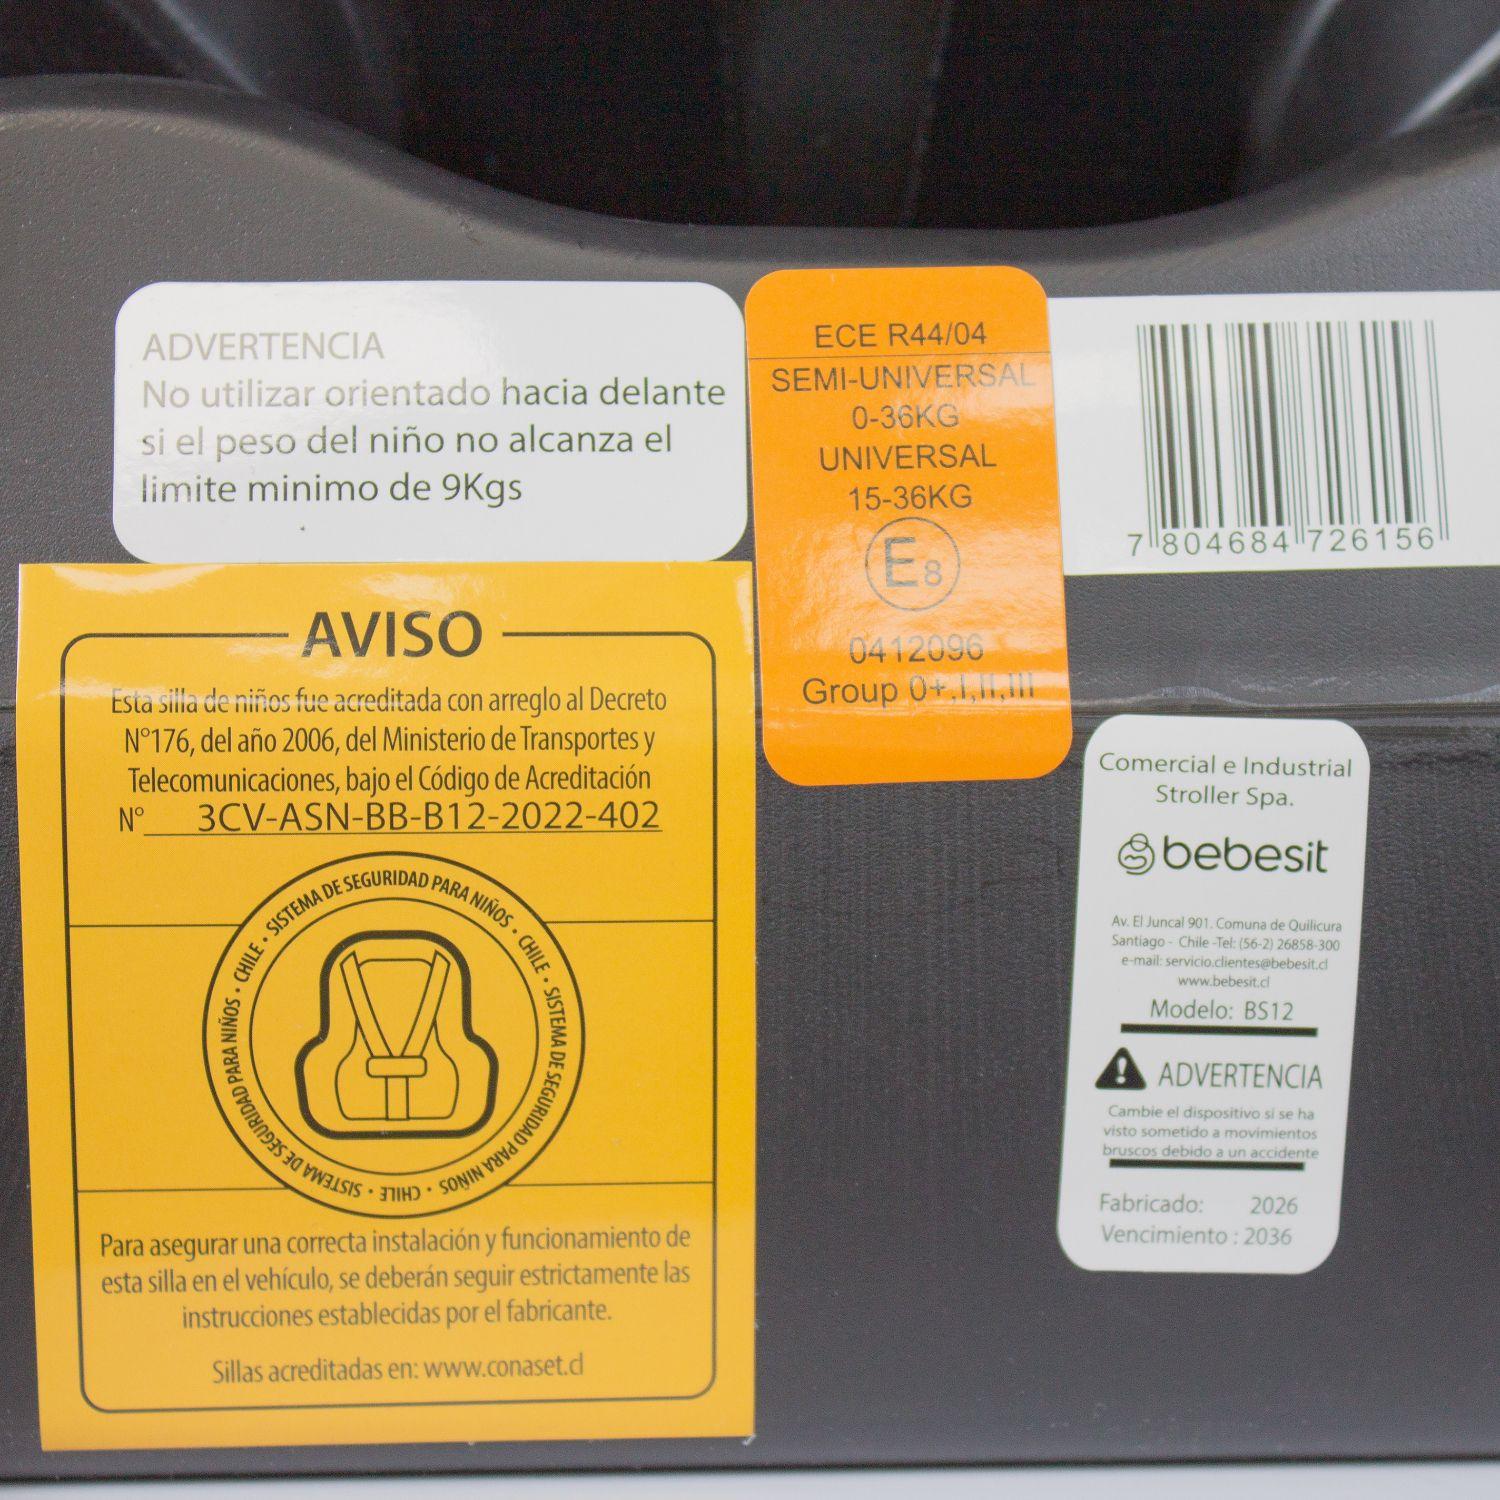 ADVERTENCIA
No utilizar orientado hacia delante
si el peso del niño no alcanza el
limite minimo de 9Kgs
ECE R44/04
SEMI-UNIVERSAL
0-36KG
UNIVERSAL
15-36KG
E8
0412096
Group 0+,I,II,III
7 804684 726156
AVISO
Esta silla de niños fue acreditada con arreglo al Decreto
N°176, del año 2006, del Ministerio de Transportes y
Telecomunicaciones, bajo el Código de Acreditación
N° 3CV-ASN-BB-B12-2022-402
SISTEMA DE SEGURIDAD PARA NIÑOS · CHILE · SISTEMA DE SEGURIDAD PARA NIÑOS · CHILE · SISTEMA DE SEGURIDAD PARA NIÑOS · CHILE ·
Para asegurar una correcta instalación y funcionamiento de
esta silla en el vehículo, se deberán seguir estrictamente las
instrucciones establecidas por el fabricante.
Sillas acreditadas en: www.conaset.cl
Comercial e Industrial
Stroller Spa.
bebesit
Av. El Juncal 901. Comuna de Quilicura
Santiago - Chile -Tel: (56-2) 26858-300
e-mail: servicio.clientes@bebesit.cl
www.bebesit.cl
Modelo: BS12
ADVERTENCIA
Cambie el dispositivo si se ha
visto sometido a movimientos
bruscos debido a un accidente
Fabricado: 2026
Vencimiento : 2036